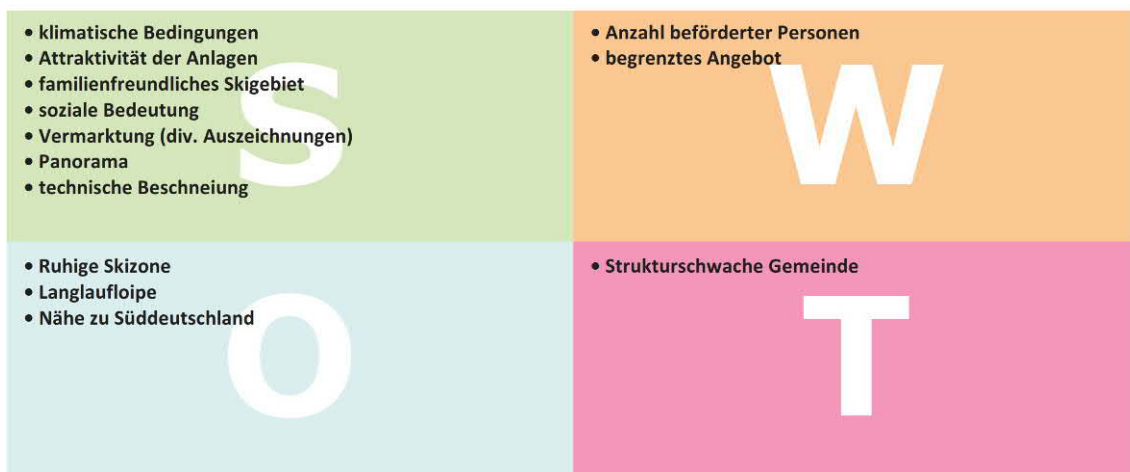 • klimatische Bedingungen
• Attraktivität der Anlagen
• familienfreundliches Skigebiet
• soziale Bedeutung
• Vermarktung (div. Auszeichnungen)
• Panorama
• technische Beschneiung
S
• Anzahl beförderter Personen
• begrenztes Angebot
W
• Ruhige Skizone
• Langlaufloipe
• Nähe zu Süddeutschland
O
• Strukturschwache Gemeinde
T